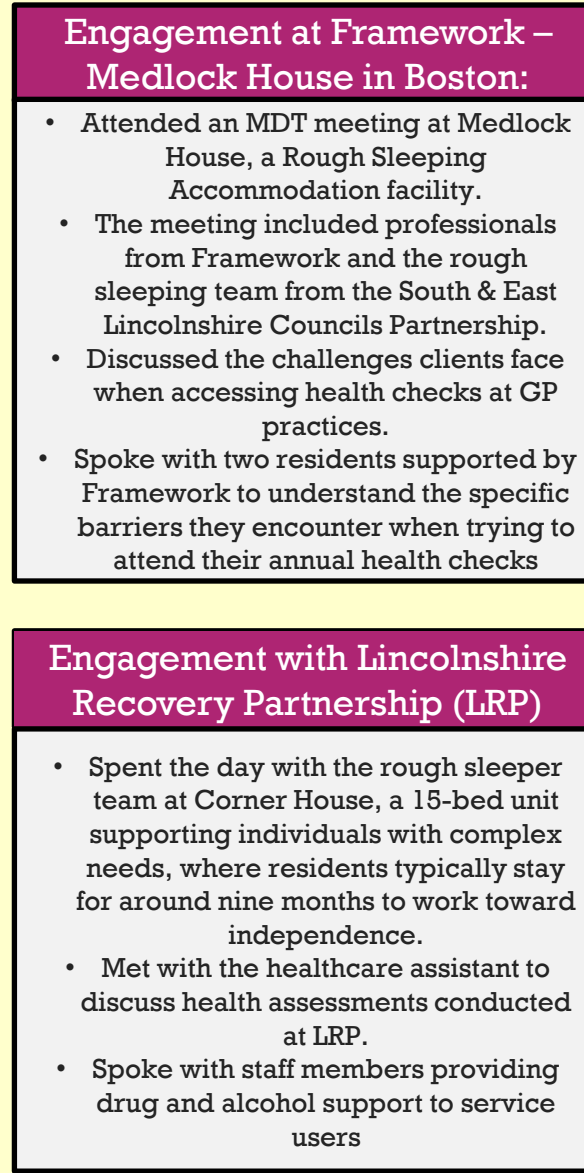 Engagement at Framework –
Medlock House in Boston:
• Attended an MDT meeting at Medlock
House, a Rough Sleeping
Accommodation facility.
• The meeting included professionals
from Framework and the rough
sleeping team from the South & East
Lincolnshire Councils Partnership.
• Discussed the challenges clients face
when accessing health checks at GP
practices.
• Spoke with two residents supported by
Framework to understand the specific
barriers they encounter when trying to
attend their annual health checks
Engagement with Lincolnshire
Recovery Partnership (LRP)
• Spent the day with the rough sleeper
team at Corner House, a 15-bed unit
supporting individuals with complex
needs, where residents typically stay
for around nine months to work toward
independence.
• Met with the healthcare assistant to
discuss health assessments conducted
at LRP.
• Spoke with staff members providing
drug and alcohol support to service
users